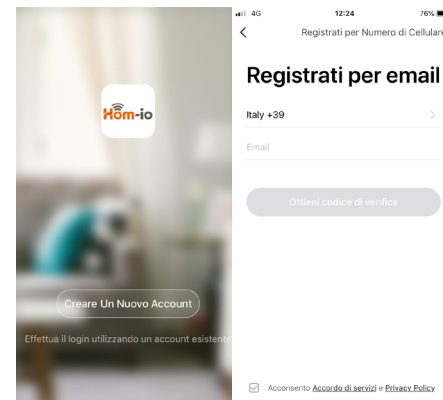 Hom-io
Creare Un Nuovo Account
Effettua il login utilizzando un account esistente
4G 12:24 76%
Registrati per Numero di Cellulare
Registrati per email
Italy +39
Email
Ottieni codice di verifica
Acconsento Accordo di servizi e Privacy Policy